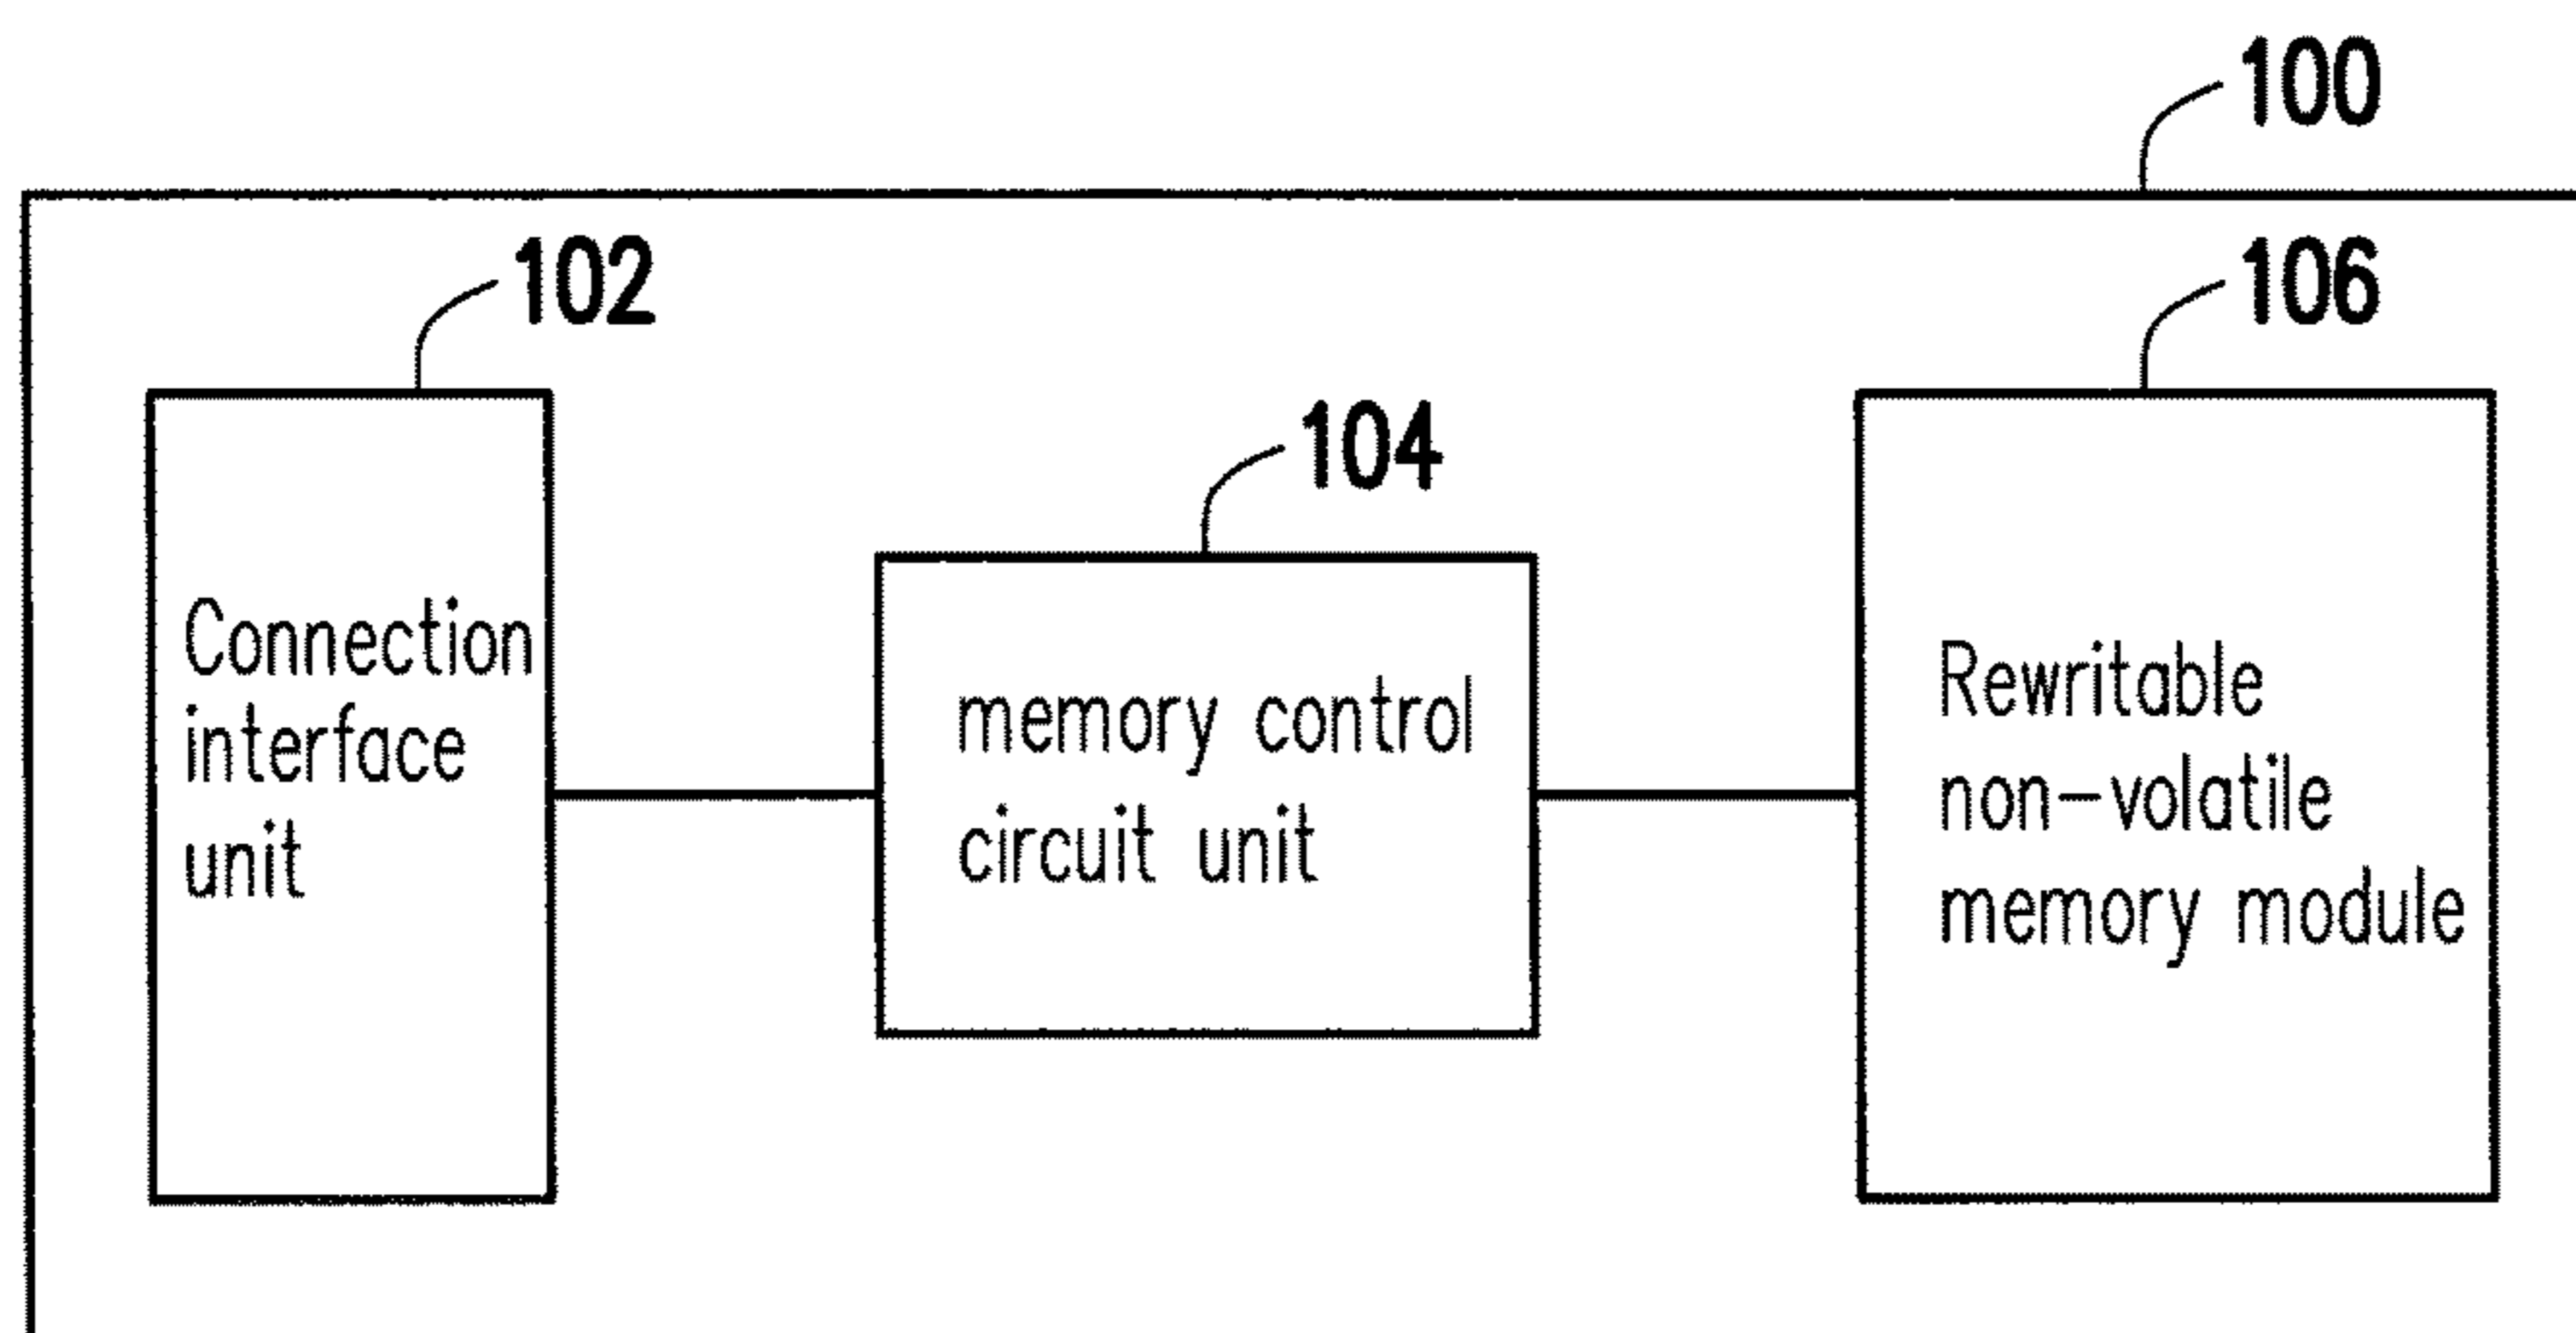 100
102
106
104
Connection
interface
unit
memory control
circuit unit
Rewritable
non-volatile
memory module